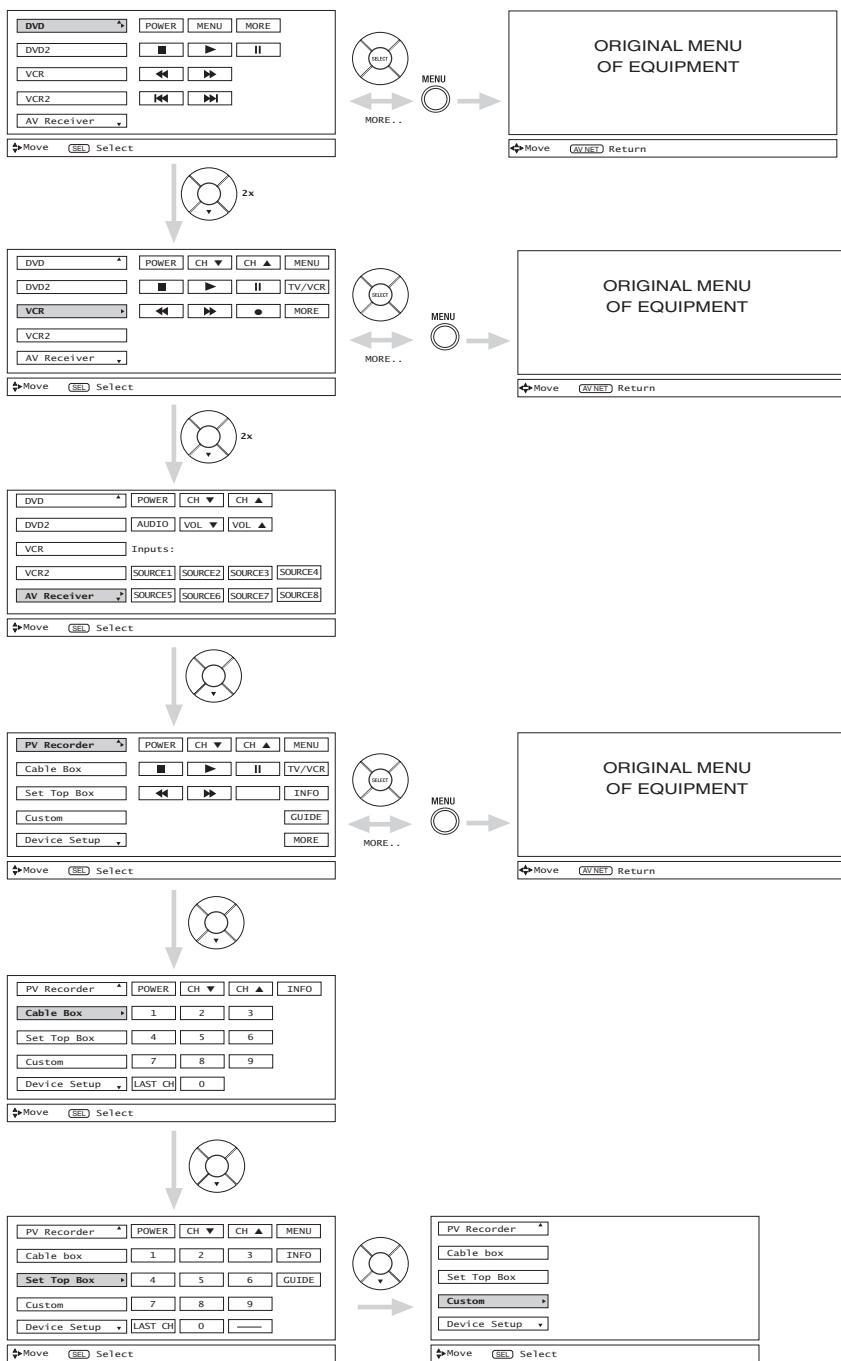 DVD POWER MENU MORE
DVD2
VCR
VCR2
AV Receiver
Move SEL Select
SELECT
MENU
MORE..
ORIGINAL MENU
OF EQUIPMENT
Move AV NET Return
2x
DVD POWER CH ▼ CH ▲ MENU
DVD2 TV/VCR
VCR MORE
VCR2
AV Receiver
Move SEL Select
SELECT
MENU
MORE..
ORIGINAL MENU
OF EQUIPMENT
Move AV NET Return
2x
DVD POWER CH ▼ CH ▲
DVD2 AUDIO VOL ▼ VOL ▲
VCR Inputs:
VCR2 SOURCE1 SOURCE2 SOURCE3 SOURCE4
AV Receiver SOURCE5 SOURCE6 SOURCE7 SOURCE8
Move SEL Select
PV Recorder POWER CH ▼ CH ▲ MENU
Cable Box TV/VCR
Set Top Box INFO
Custom GUIDE
Device Setup MORE
Move SEL Select
SELECT
MENU
MORE..
ORIGINAL MENU
OF EQUIPMENT
Move AV NET Return
PV Recorder POWER CH ▼ CH ▲ INFO
Cable Box 1 2 3
Set Top Box 4 5 6
Custom 7 8 9
Device Setup LAST CH 0
Move SEL Select
PV Recorder POWER CH ▼ CH ▲ MENU
Cable box 1 2 3 INFO
Set Top Box 4 5 6 GUIDE
Custom 7 8 9
Device Setup LAST CH 0 —
Move SEL Select
PV Recorder
Cable box
Set Top Box
Custom
Device Setup
Move SEL Select